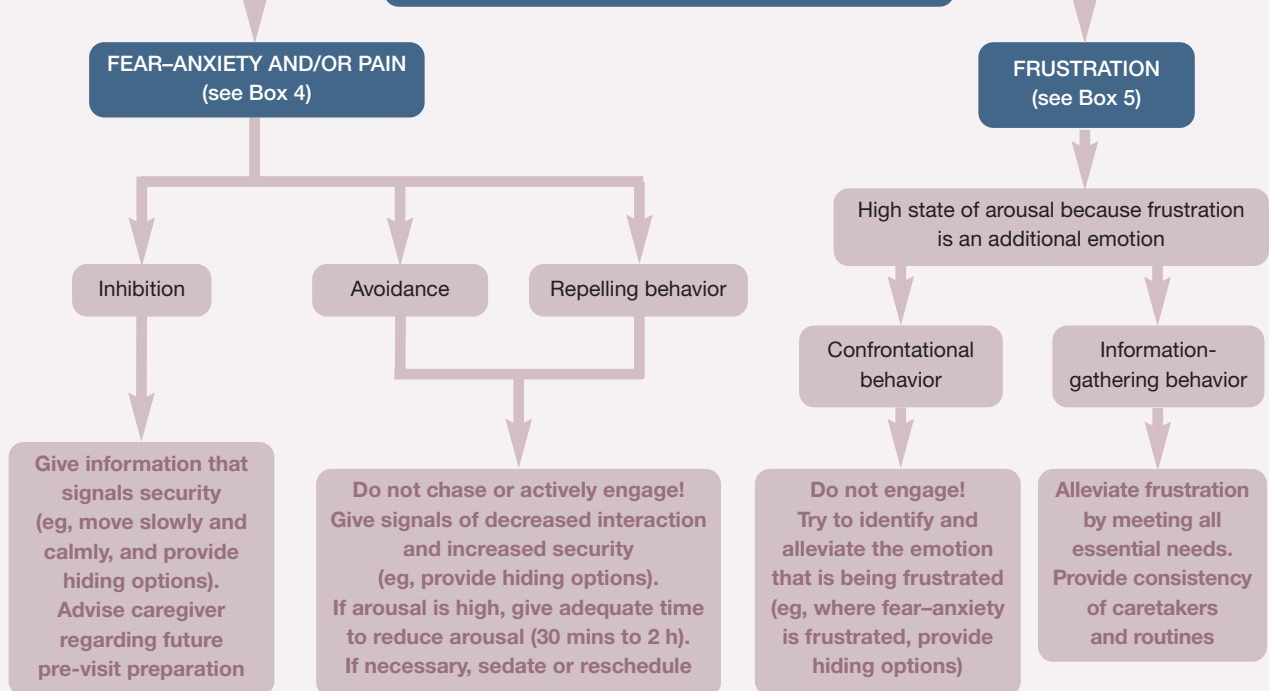 FEAR–ANXIETY AND/OR PAIN
(see Box 4)
FRUSTRATION
(see Box 5)
High state of arousal because frustration
is an additional emotion
Inhibition
Avoidance
Repelling behavior
Confrontational
behavior
Information-
gathering behavior
Give information that
signals security
(eg, move slowly and
calmly, and provide
hiding options).
Advise caregiver
regarding future
pre-visit preparation
Do not chase or actively engage!
Give signals of decreased interaction
and increased security
(eg, provide hiding options).
If arousal is high, give adequate time
to reduce arousal (30 mins to 2 h).
If necessary, sedate or reschedule
Do not engage!
Try to identify and
alleviate the emotion
that is being frustrated
(eg, where fear–anxiety
is frustrated, provide
hiding options)
Alleviate frustration
by meeting all
essential needs.
Provide consistency
of caretakers
and routines